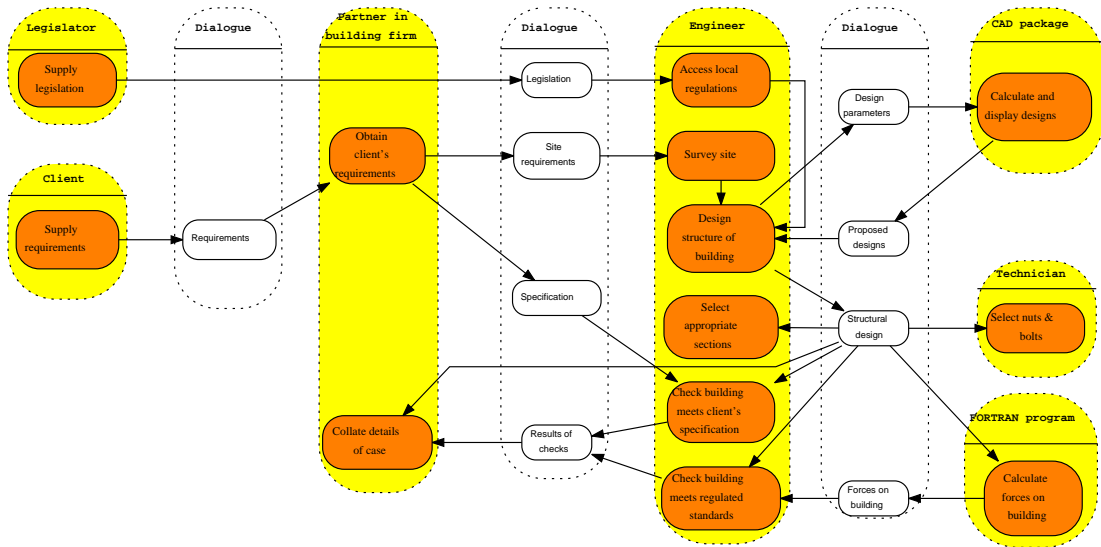 Legislator
Supply
legislation
Client
Supply
requirements
Dialogue
Requirements
Partner in
building firm
Obtain
client's
requirements
Collate details
of case
Dialogue
Legislation
Site
requirements
Specification
Results of
checks
Engineer
Access local
regulations
Survey site
Design
structure of
building
Select
appropriate
sections
Check building
meets client's
specification
Check building
meets regulated
standards
Dialogue
Design
parameters
Proposed
designs
Structural
design
Forces on
building
CAD package
Calculate and
display designs
Technician
Select nuts &
bolts
FORTRAN program
Calculate
forces on
building